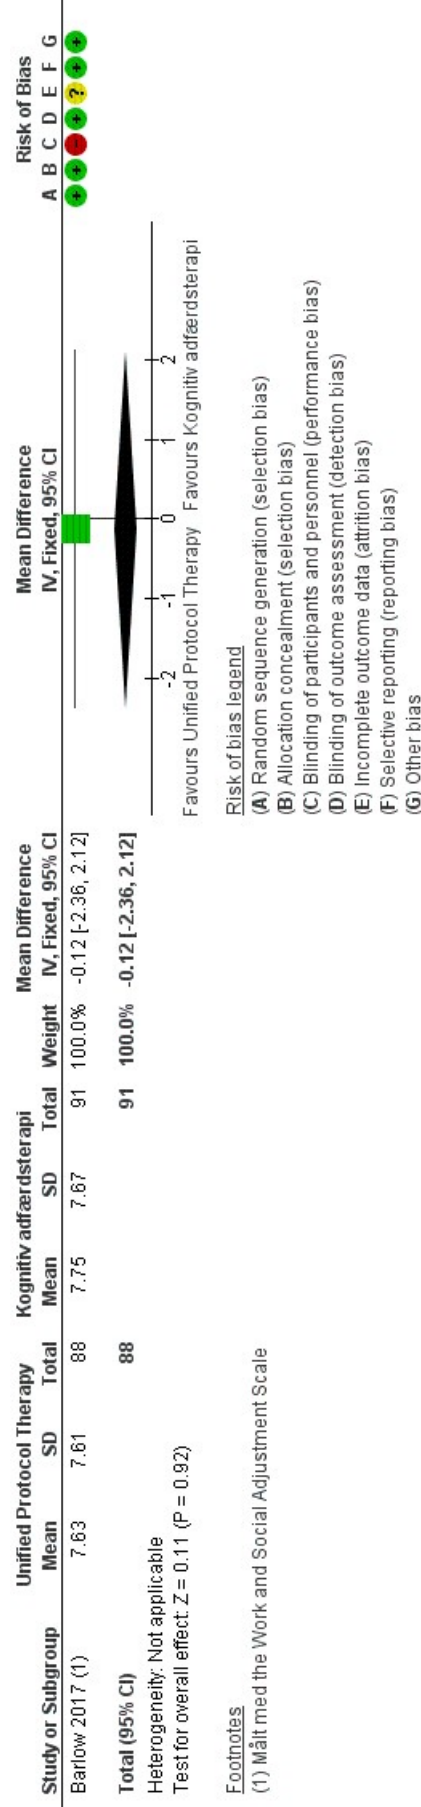 Unified Protocol Therapy Kognitiv adfærdsterapi Mean Difference Mean Difference Risk of Bias
Study or Subgroup Mean SD Total Mean SD Total Weight IV, Fixed, 95% CI IV, Fixed, 95% CI A B C D E F G
Barlow 2017 (1) 7.63 7.61 88 7.75 7.67 91 100.0% -0.12 [-2.36, 2.12] + + - + ? + +
Total (95% CI) 88 91 100.0% -0.12 [-2.36, 2.12]
Heterogeneity: Not applicable
Test for overall effect: Z = 0.11 (P = 0.92)
-2 -1 0 1 2
Favours Unified Protocol Therapy Favours Kognitiv adfærdsterapi
Footnotes
(1) Målt med the Work and Social Adjustment Scale
Risk of bias legend
(A) Random sequence generation (selection bias)
(B) Allocation concealment (selection bias)
(C) Blinding of participants and personnel (performance bias)
(D) Blinding of outcome assessment (detection bias)
(E) Incomplete outcome data (attrition bias)
(F) Selective reporting (reporting bias)
(G) Other bias